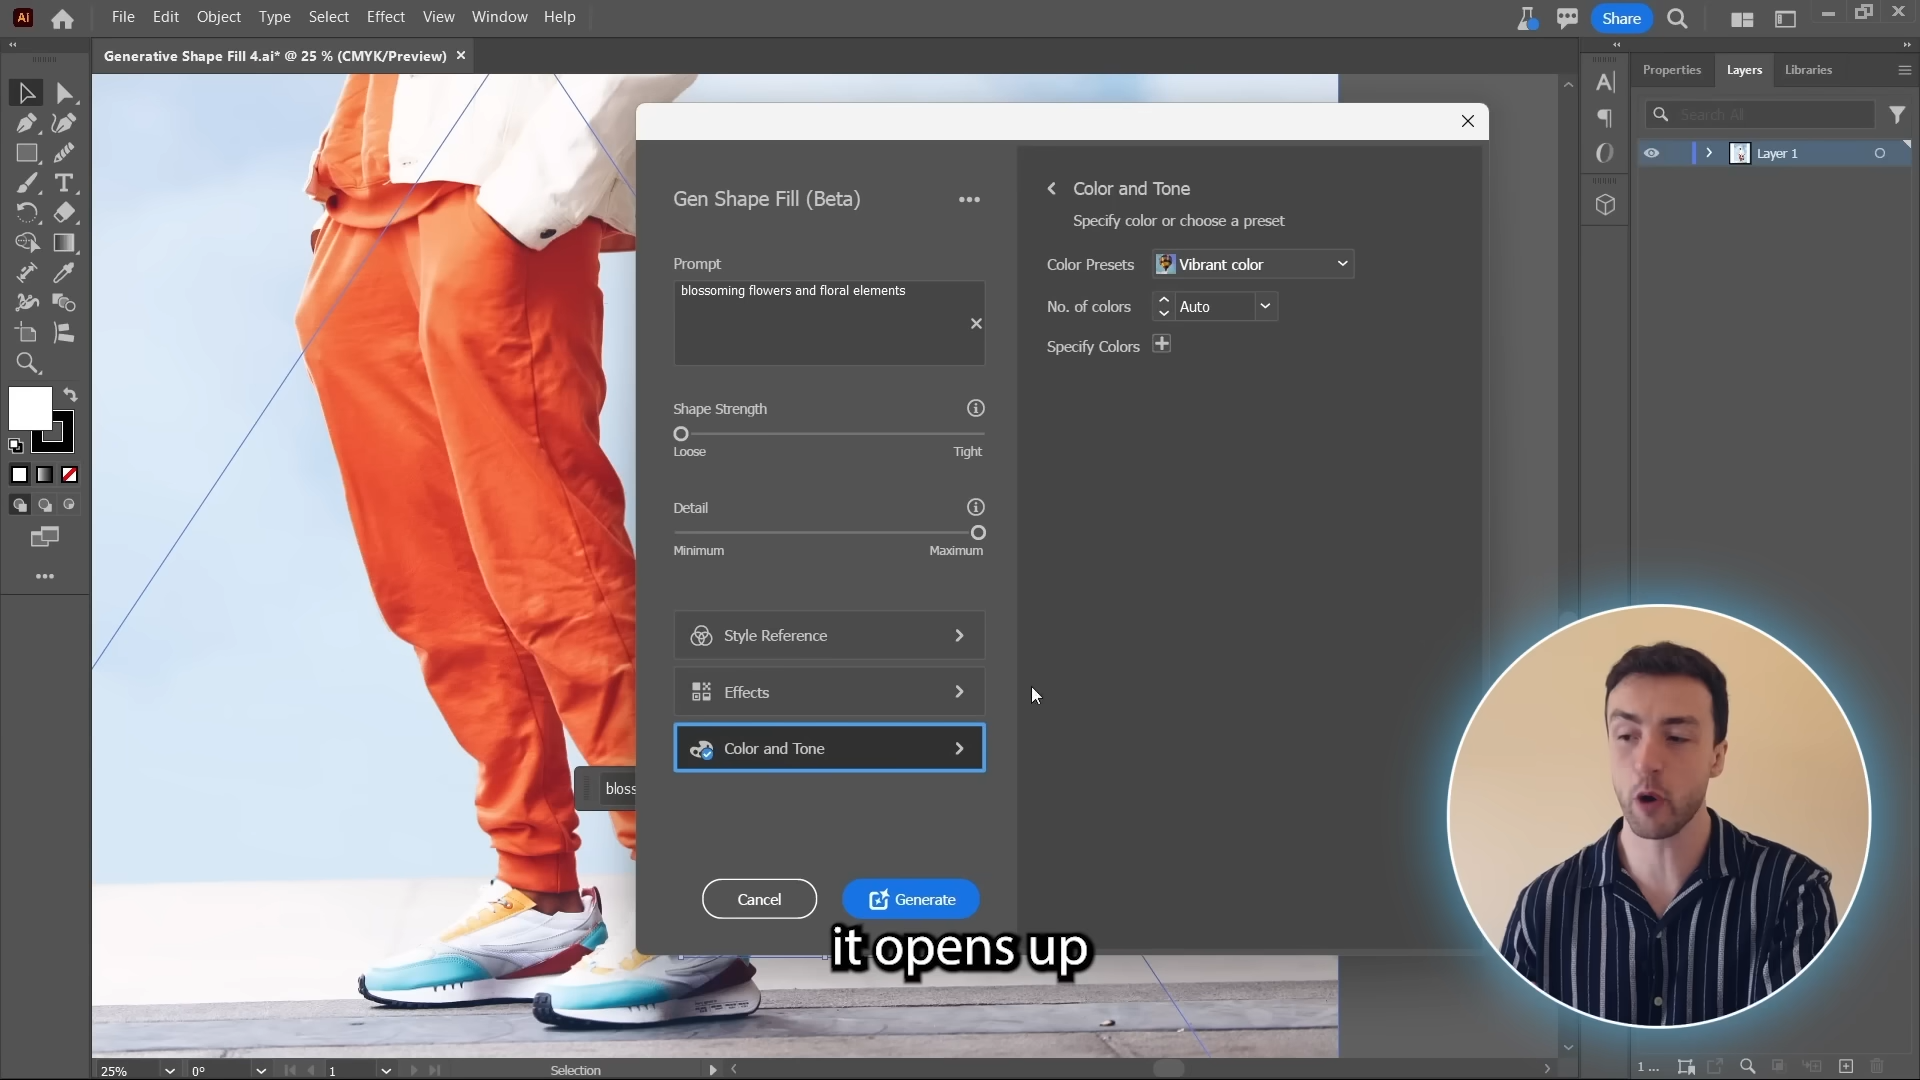 Ai
File
Edit
Object
Type
Select
Effect
View
Window
Help
Share
Generative Shape Fill 4.ai* @ 25 % (CMYK/Preview)
Properties
Layers
Libraries
Search All
Layer 1
Gen Shape Fill (Beta)
Prompt
blossoming flowers and floral elements
Shape Strength
Loose
Tight
Detail
Minimum
Maximum
Style Reference
Effects
Color and Tone
Cancel
Generate
Color and Tone
Specify color or choose a preset
Color Presets
Vibrant color
No. of colors
Auto
Specify Colors
bloss
it opens up
25%
0°
1
Selection
1 ...